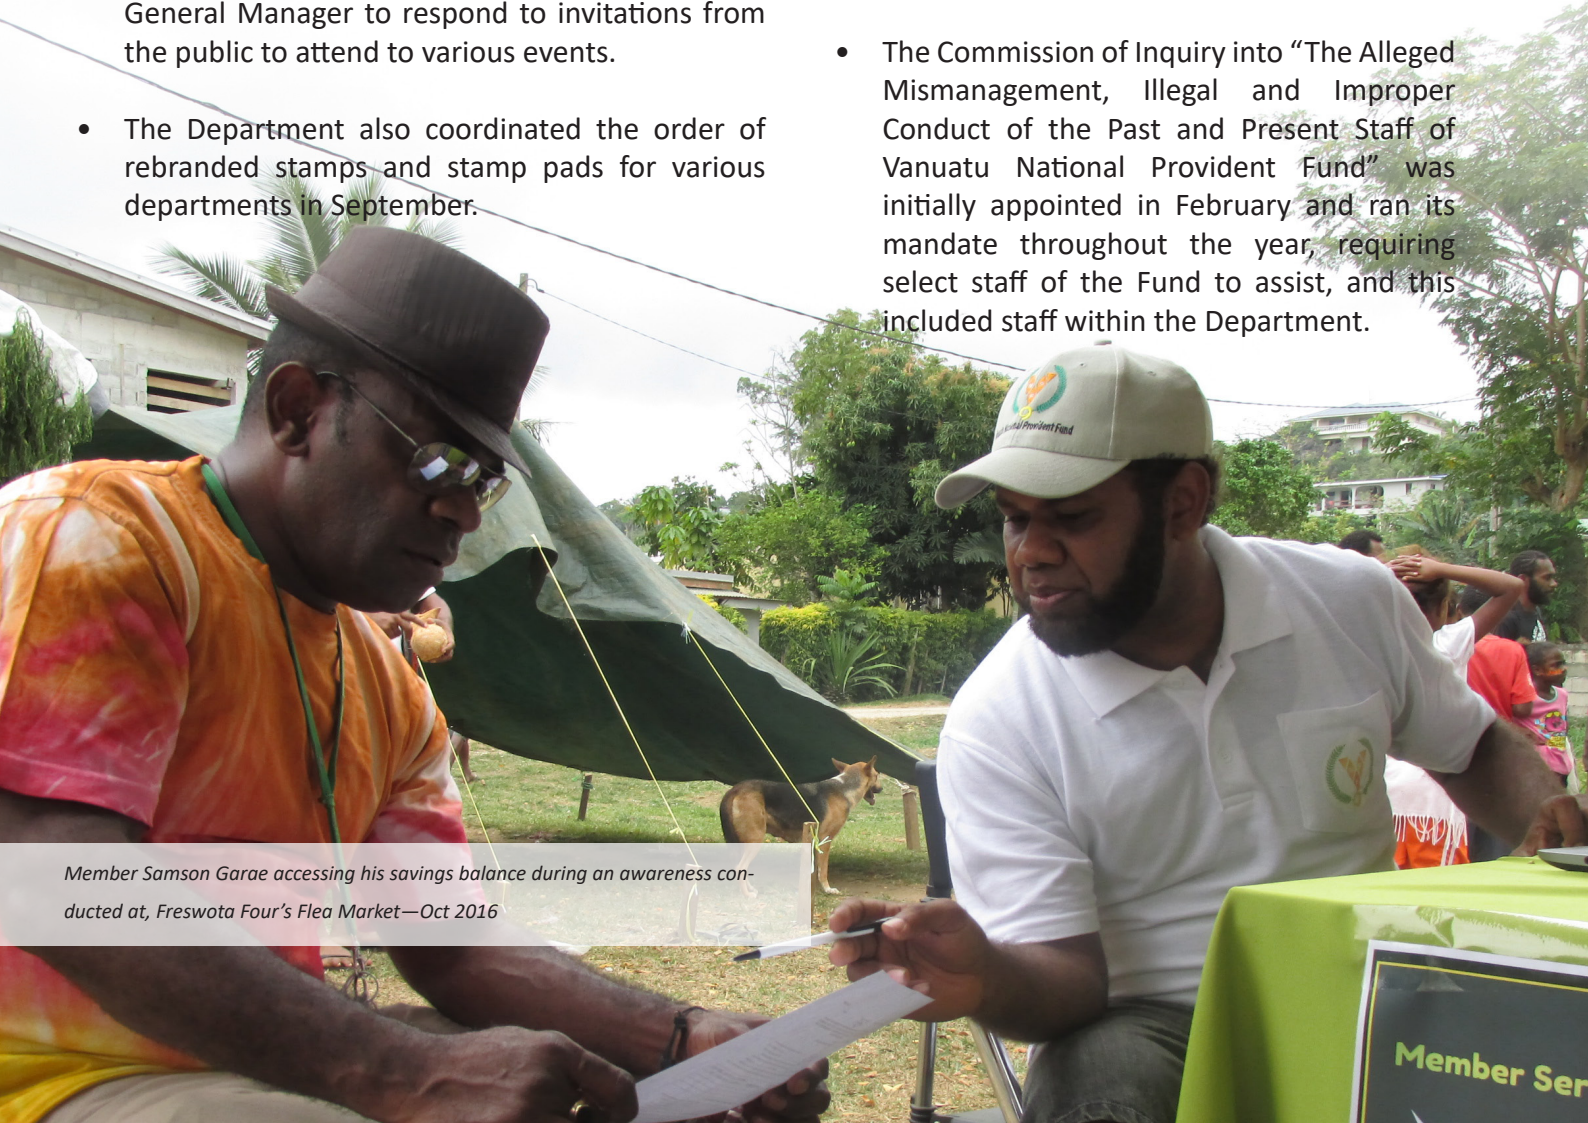 General Manager to respond to invitations from
the public to attend to various events.
• The Department also coordinated the order of
rebranded stamps and stamp pads for various
departments in September.
• The Commission of Inquiry into “The Alleged
Mismanagement, Illegal and Improper
Conduct of the Past and Present Staff of
Vanuatu National Provident Fund” was
initially appointed in February and ran its
mandate throughout the year, requiring
select staff of the Fund to assist, and this
included staff within the Department.
Provident Fund
Member Samson Garae accessing his savings balance during an awareness con-
ducted at, Freswota Four’s Flea Market—Oct 2016
Member Ser